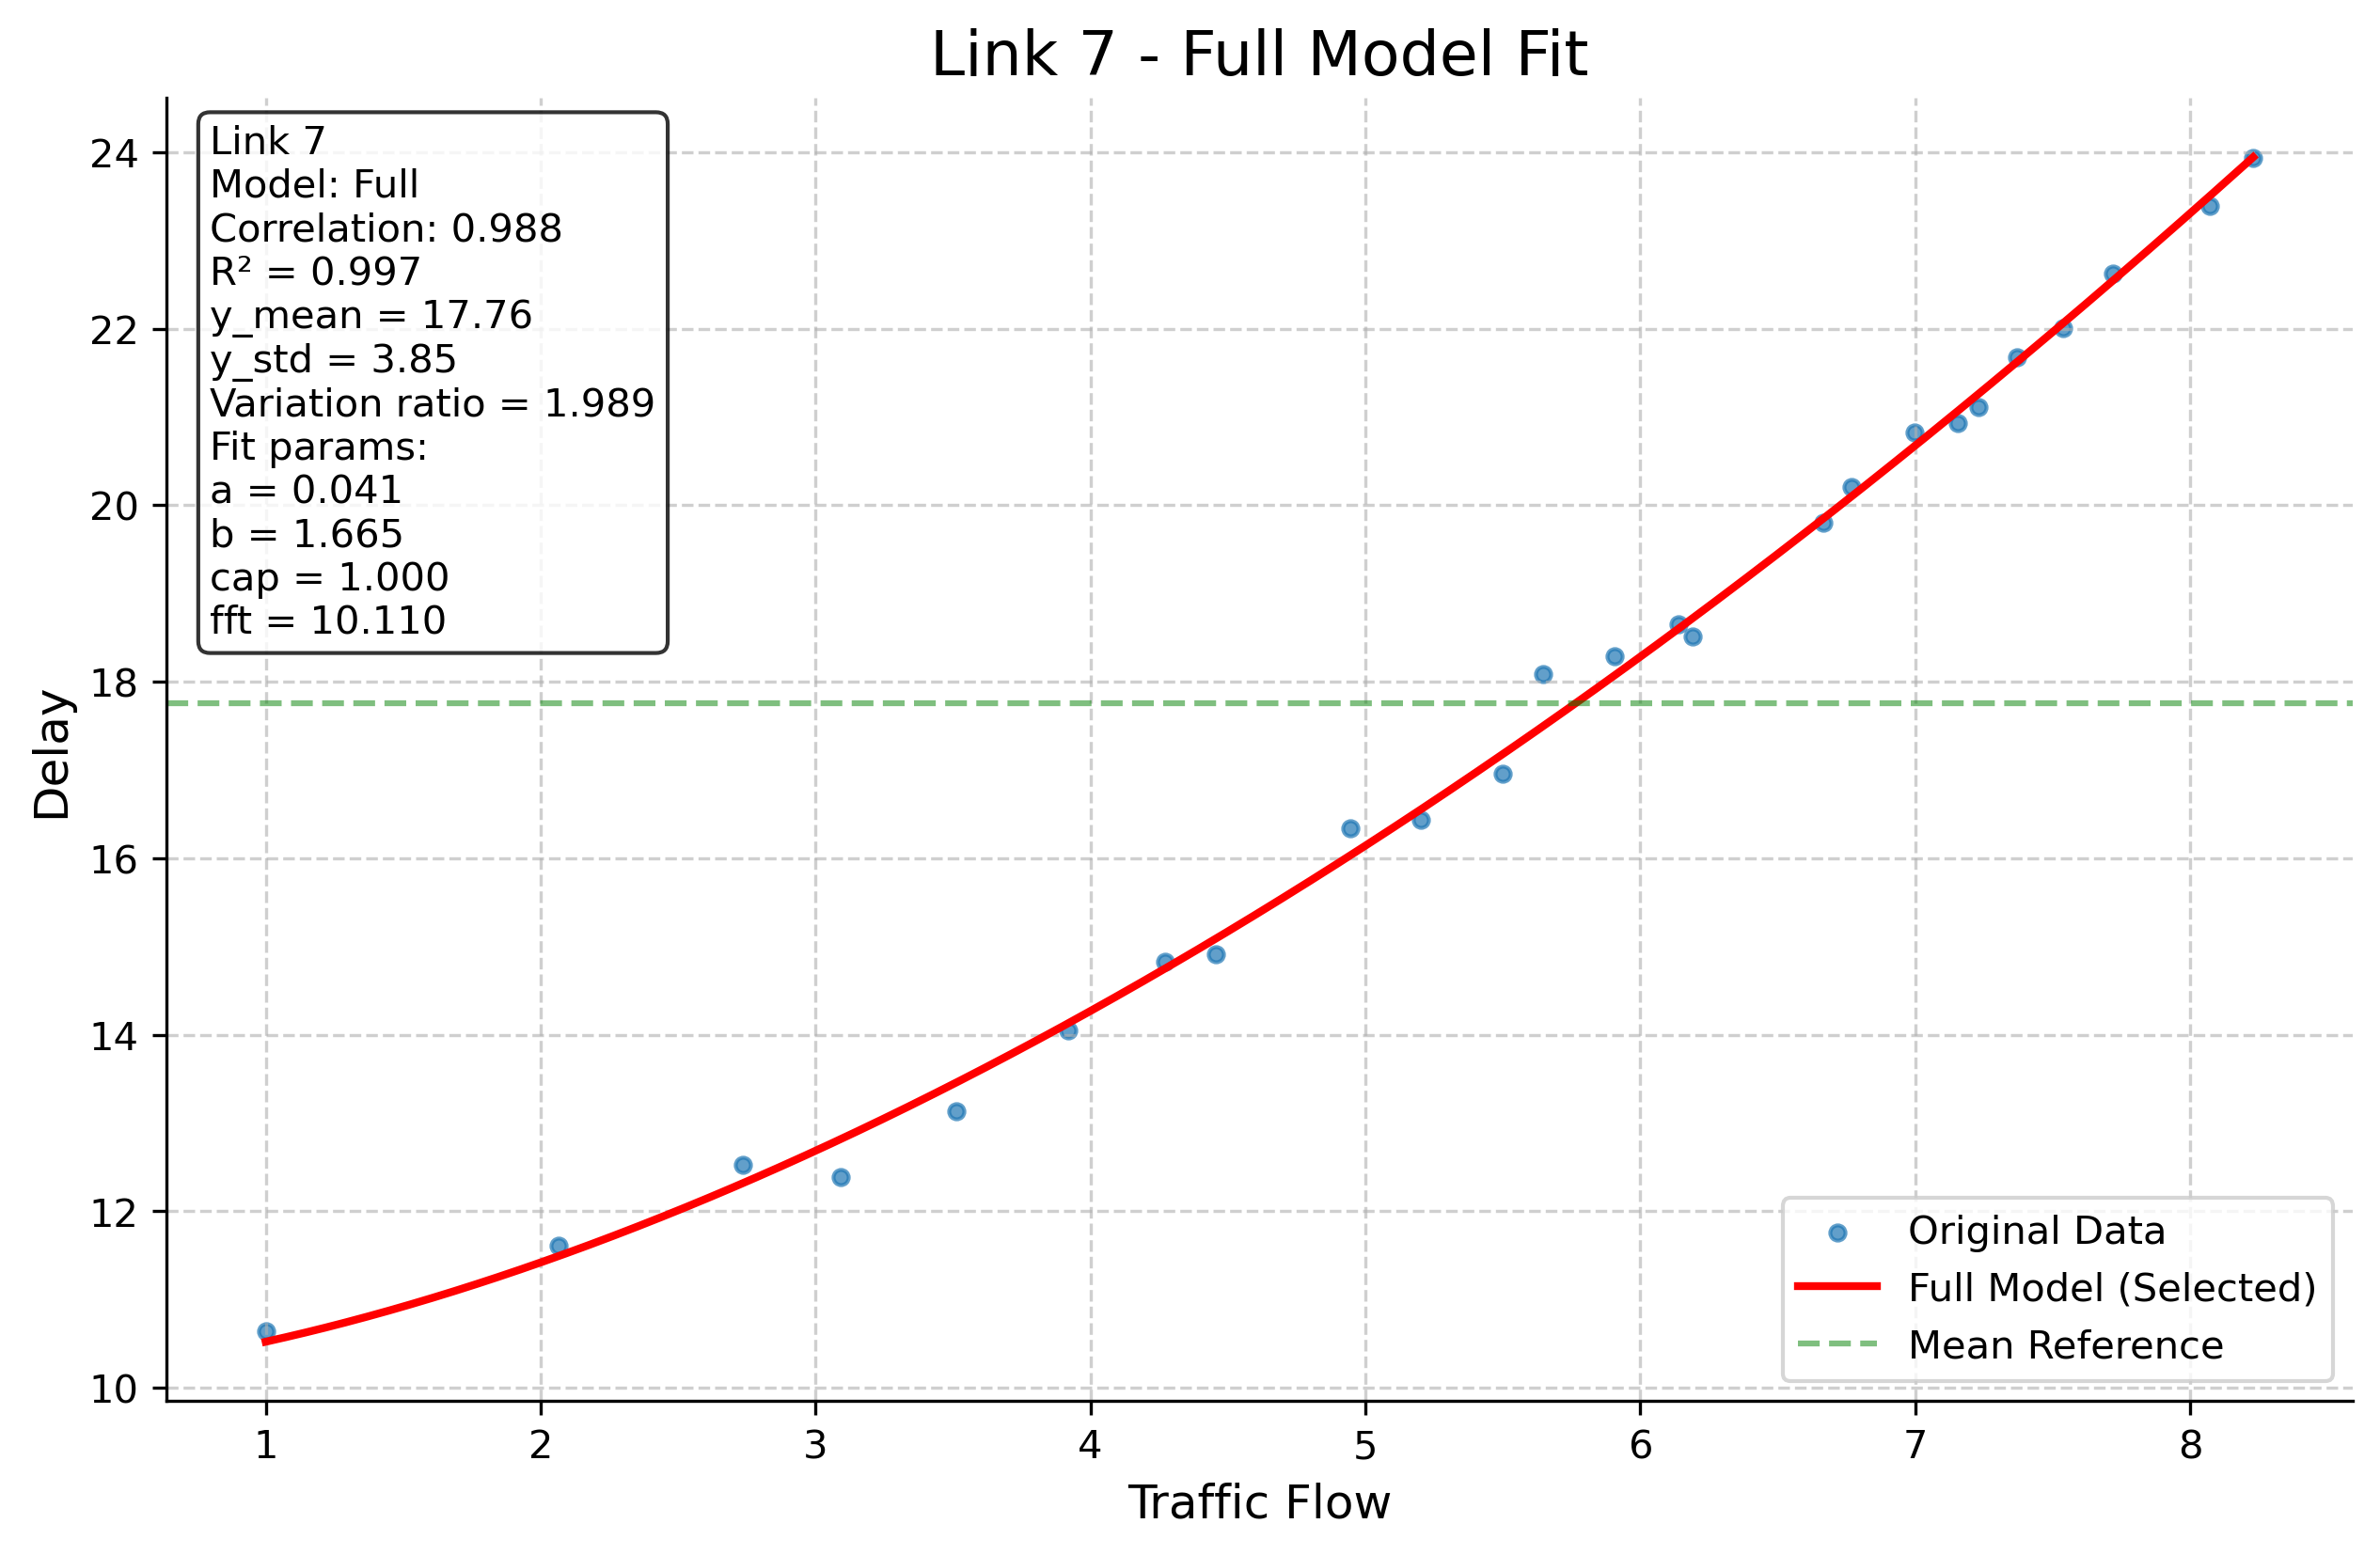 Link 7 - Full Model Fit
Link 7
Model: Full
Correlation: 0.988
R² = 0.997
y_mean = 17.76
y_std = 3.85
Variation ratio = 1.989
Fit params:
a = 0.041
b = 1.665
cap = 1.000
fft = 10.110
24
22
20
18
16
14
12
10
Delay
Original Data
Full Model (Selected)
Mean Reference
1 2 3 4 5 6 7 8
Traffic Flow